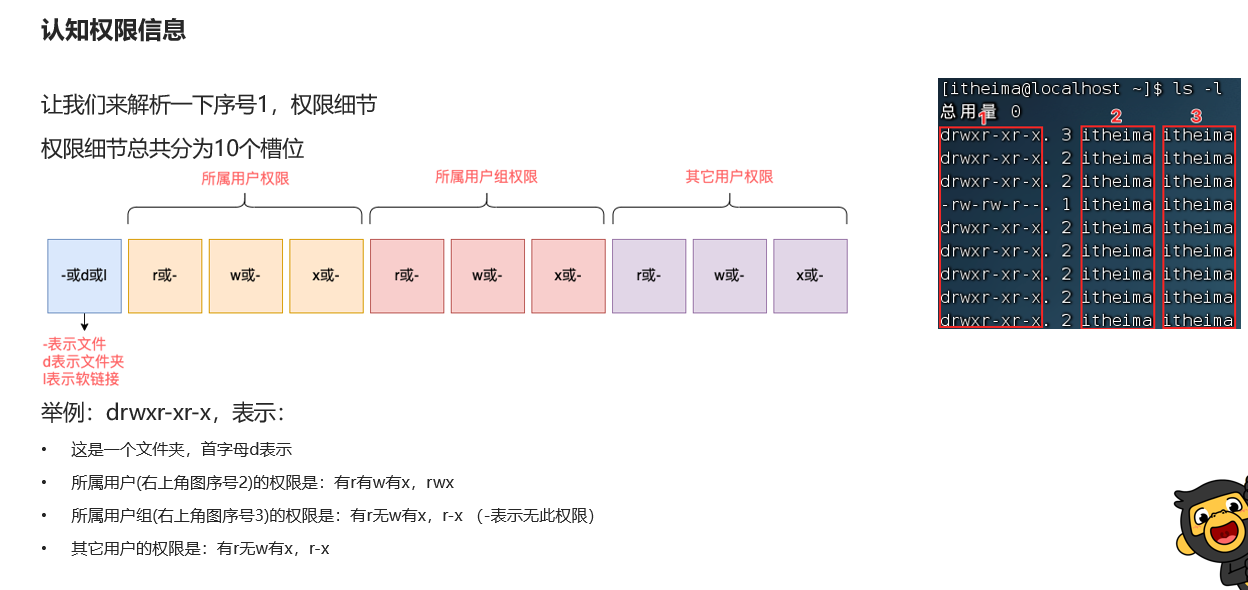 认知权限信息
让我们来解析一下序号1，权限细节
权限细节总共分为10个槽位
所属用户权限
所属用户组权限
其它用户权限
-或d或l
r或-
w或-
x或-
r或-
w或-
x或-
r或-
w或-
x或-
-表示文件
d表示文件夹
l表示软链接
举例：drwxr-xr-x，表示：
• 这是一个文件夹，首字母d表示
• 所属用户(右上角图序号2)的权限是：有r有w有x，rwx
• 所属用户组(右上角图序号3)的权限是：有r无w有x，r-x （-表示无此权限）
• 其它用户的权限是：有r无w有x，r-x
[itheima@localhost ~]$ ls -l
总用量 0
1
2
3
drwxr-xr-x. 3 itheima itheima
drwxr-xr-x. 2 itheima itheima
drwxr-xr-x. 2 itheima itheima
-rw-rw-r--. 1 itheima itheima
drwxr-xr-x. 2 itheima itheima
drwxr-xr-x. 2 itheima itheima
drwxr-xr-x. 2 itheima itheima
drwxr-xr-x. 2 itheima itheima
drwxr-xr-x. 2 itheima itheima